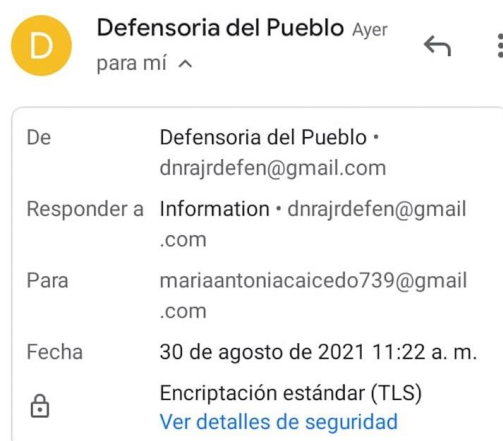 D
Defensoria del Pueblo Ayer
para mí
De Defensoria del Pueblo •
dnrajrdefen@gmail.com
Responder a Information • dnrajrdefen@gmail
.com
Para mariaantoniacaicedo739@gmail
.com
Fecha 30 de agosto de 2021 11:22 a. m.
Encriptación estándar (TLS)
Ver detalles de seguridad